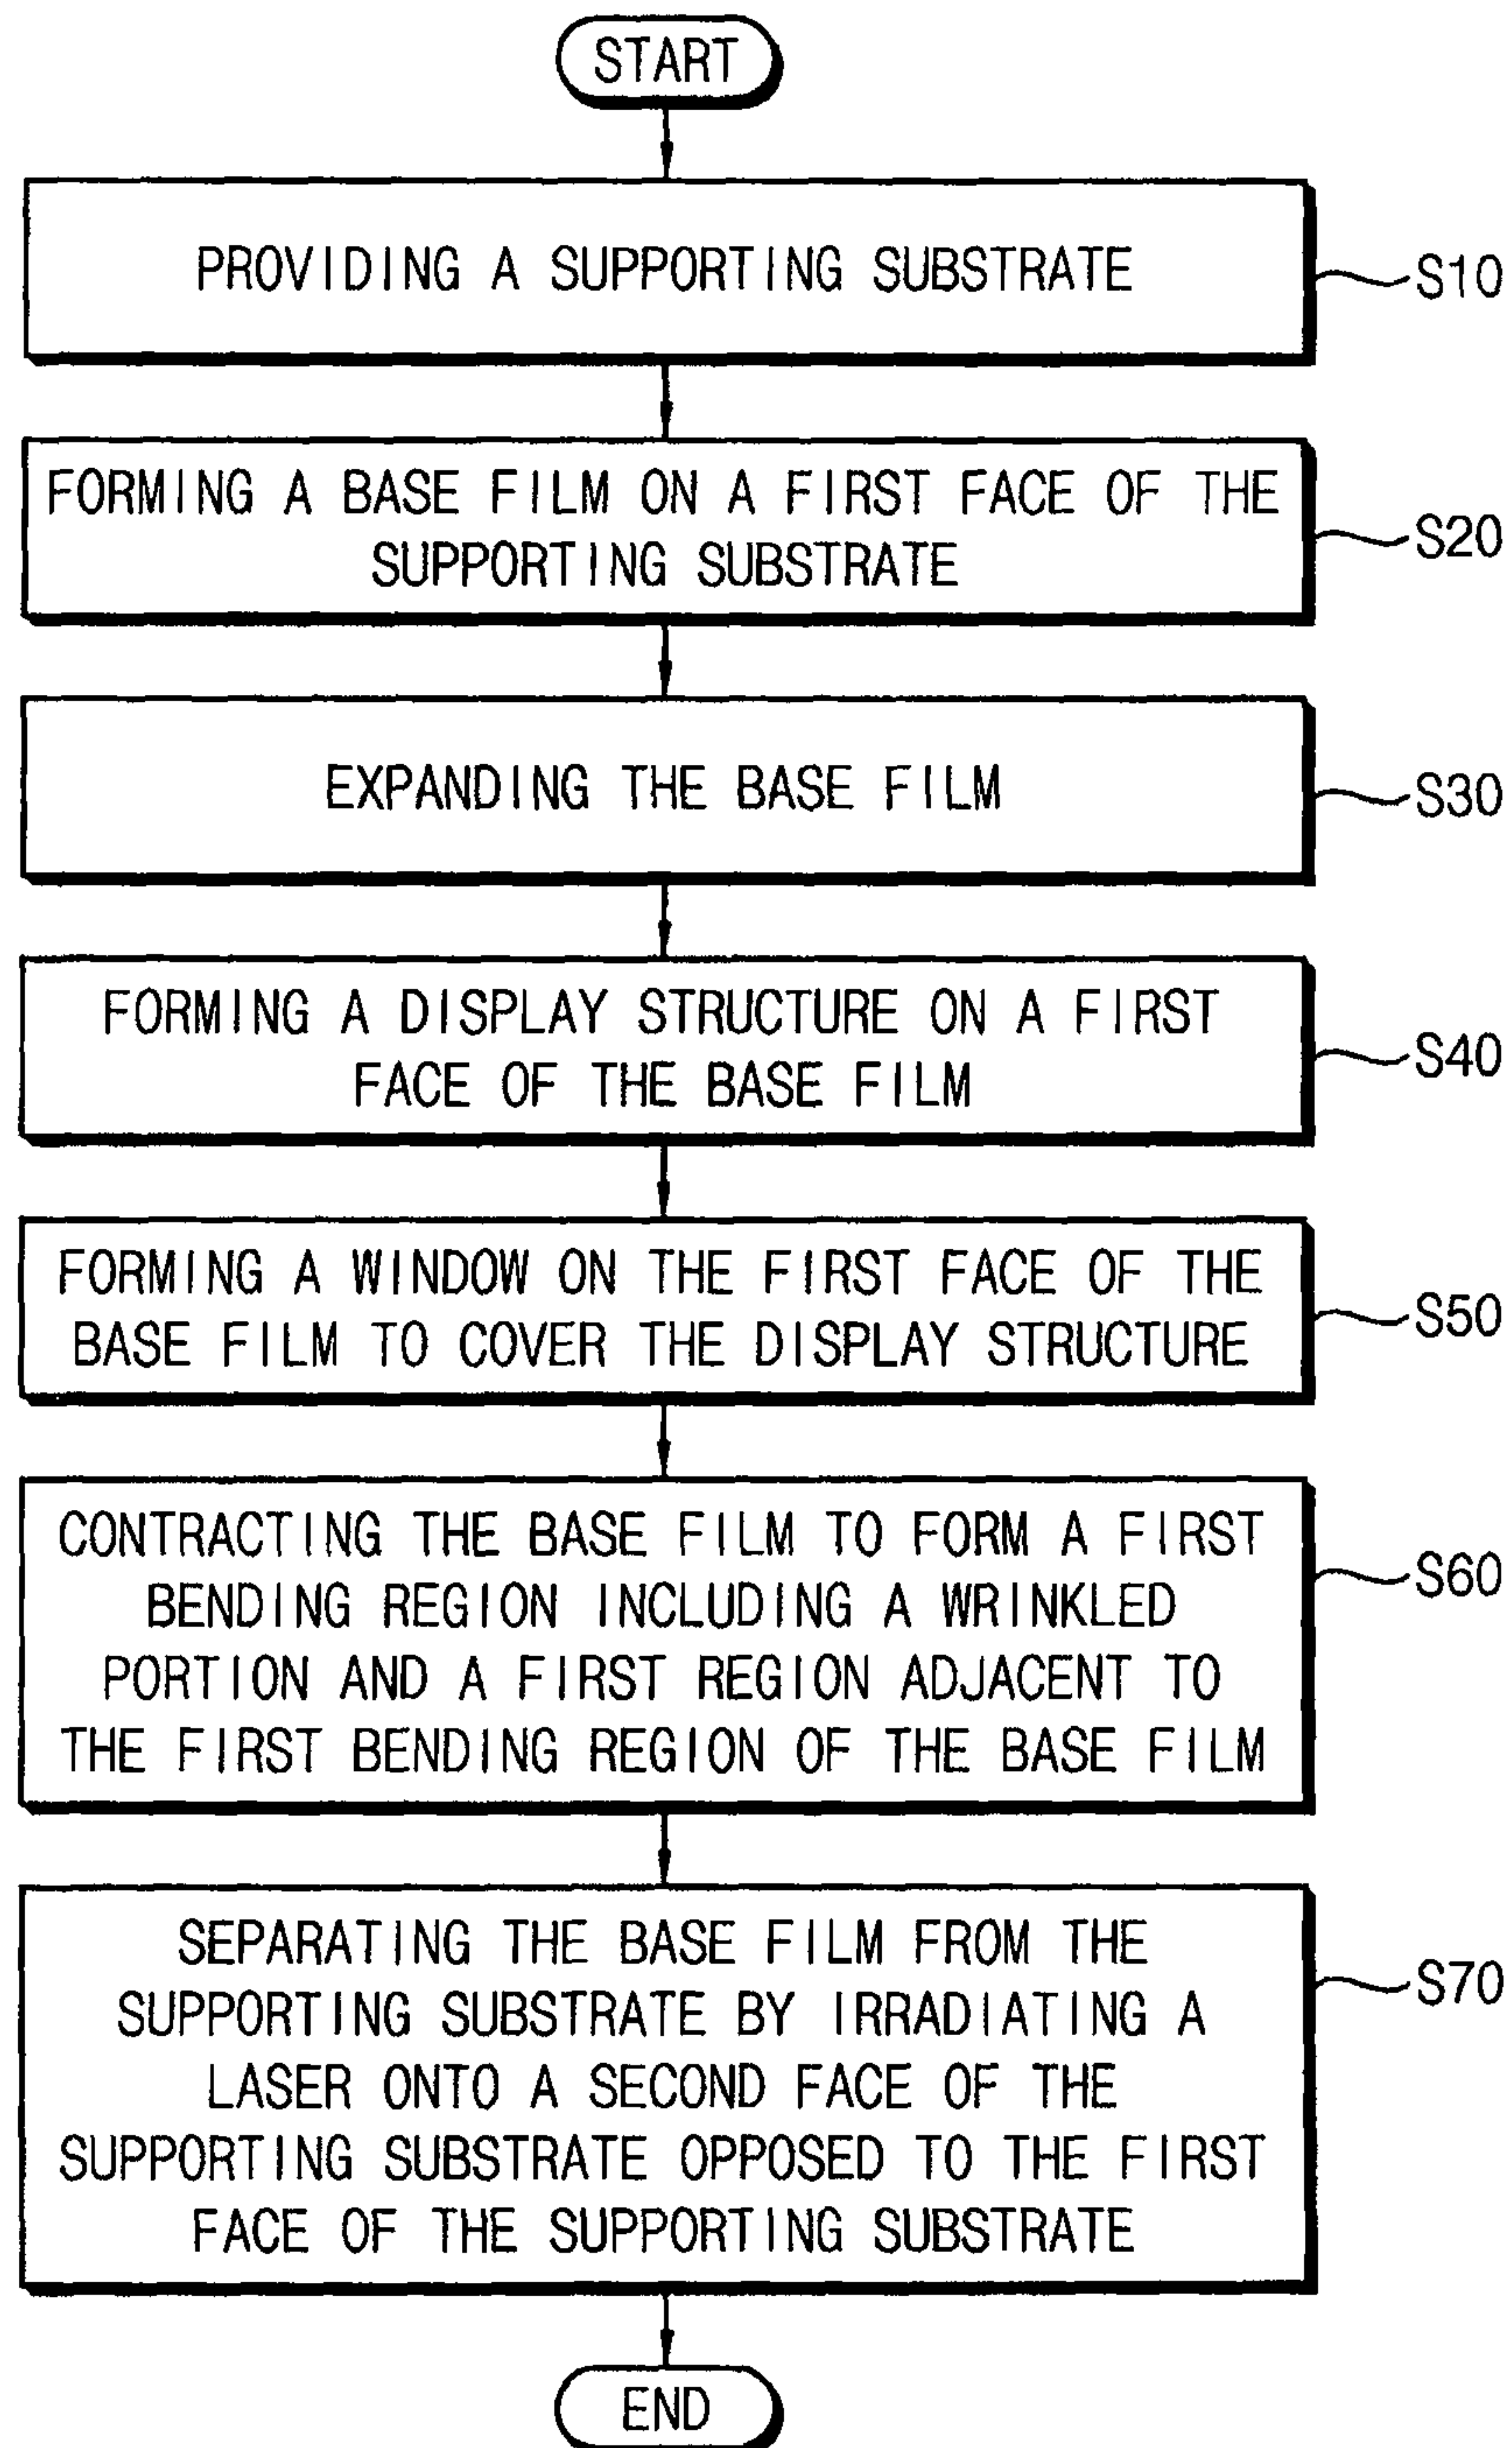 START
PROVIDING A SUPPORTING SUBSTRATE
S10
FORMING A BASE FILM ON A FIRST FACE OF THE
SUPPORTING SUBSTRATE
S20
EXPANDING THE BASE FILM
S30
FORMING A DISPLAY STRUCTURE ON A FIRST
FACE OF THE BASE FILM
S40
FORMING A WINDOW ON THE FIRST FACE OF THE
BASE FILM TO COVER THE DISPLAY STRUCTURE
S50
CONTRACTING THE BASE FILM TO FORM A FIRST
BENDING REGION INCLUDING A WRINKLED
PORTION AND A FIRST REGION ADJACENT TO
THE FIRST BENDING REGION OF THE BASE FILM
S60
SEPARATING THE BASE FILM FROM THE
SUPPORTING SUBSTRATE BY IRRADIATING A
LASER ONTO A SECOND FACE OF THE
SUPPORTING SUBSTRATE OPPOSED TO THE FIRST
FACE OF THE SUPPORTING SUBSTRATE
S70
END